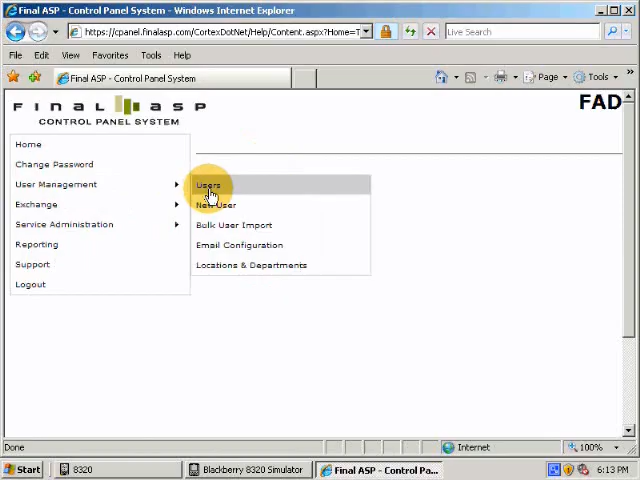 Final ASP - Control Panel System - Windows Internet Explorer
https://cpanel.finalasp.com/CortexDotNet/Help/Content.aspx?Home=T
Live Search
File Edit View Favorites Tools Help
Final ASP - Control Panel System
Page Tools
Final asp
CONTROL PANEL SYSTEM
FAD
Home
Change Password
User Management
Users
Exchange
New User
Service Administration
Bulk User Import
Reporting
Email Configuration
Support
Locations & Departments
Logout
Done
Internet
100%
Start
8320
Blackberry 8320 Simulator
Final ASP - Control Pa...
6:13 PM